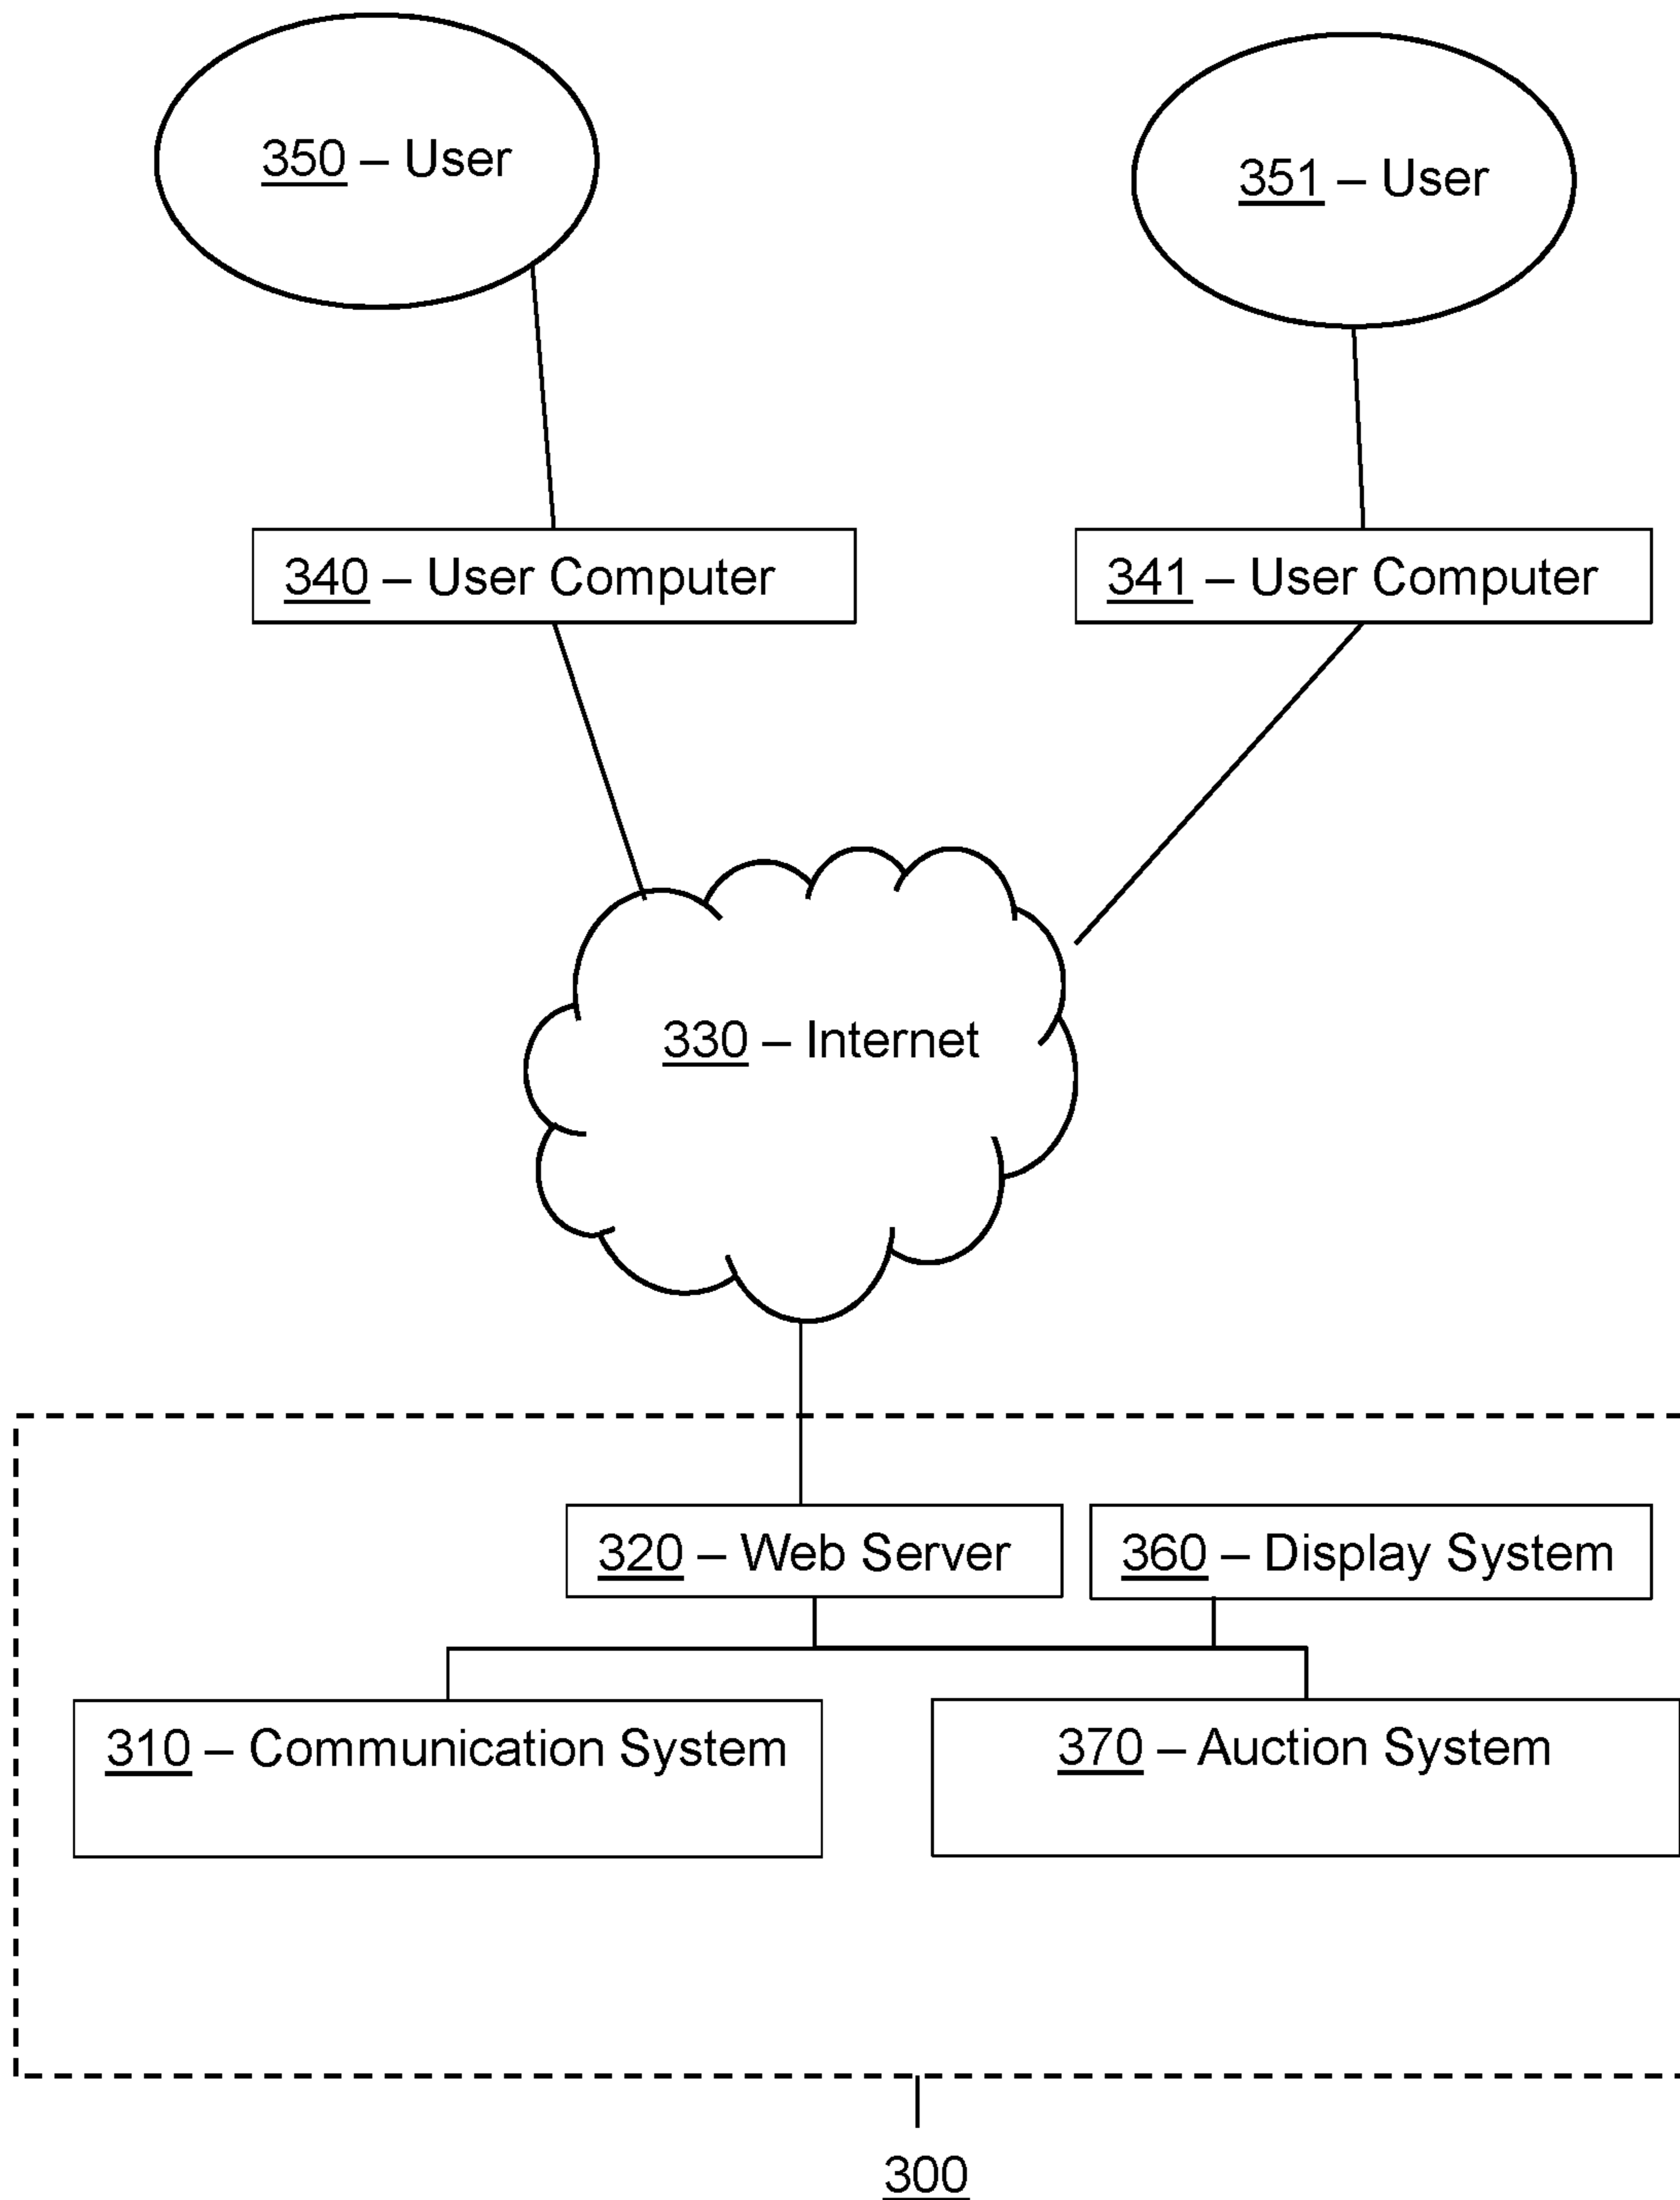 350 – User
351 – User
340 – User Computer
341 – User Computer
330 – Internet
320 – Web Server
360 – Display System
310 – Communication System
370 – Auction System
300